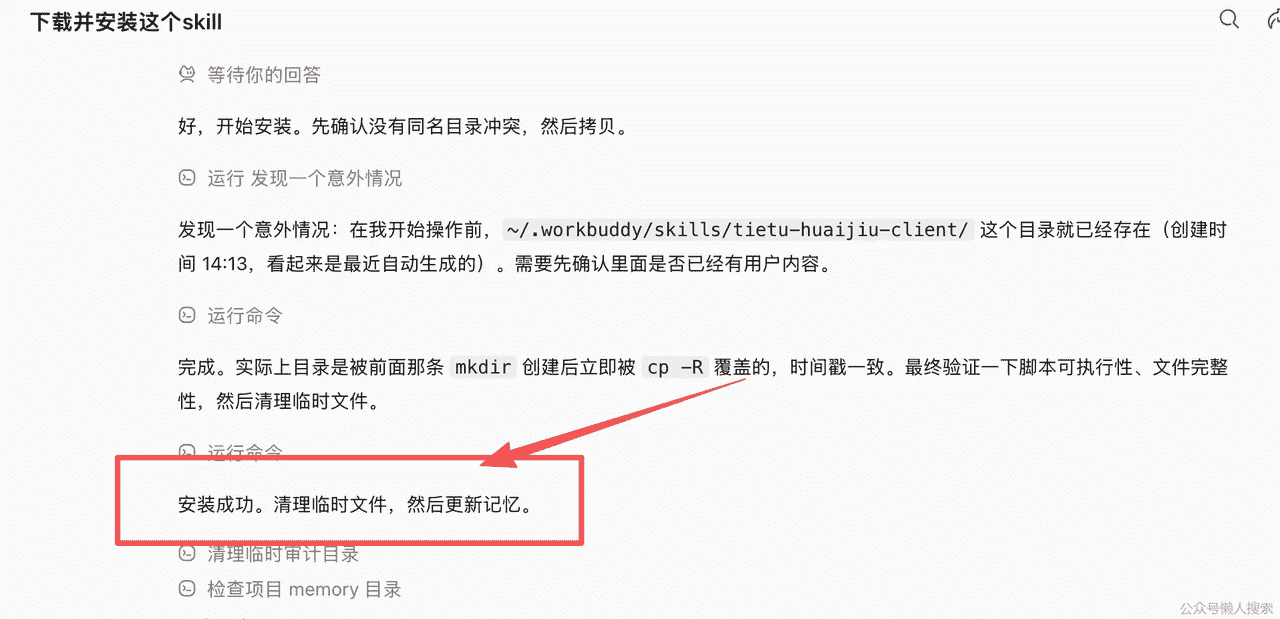 下载并安装这个skill
等待你的回答
好，开始安装。先确认没有同名目录冲突，然后拷贝。
运行 发现一个意外情况
发现一个意外情况：在我开始操作前， ~/.workbuddy/skills/tietu-huaijiu-client/ 这个目录就已经存在（创建时
间 14:13，看起来是最近自动生成的）。需要先确认里面是否已经有用户内容。
运行命令
完成。实际上目录是被前面那条 mkdir 创建后立即被 cp -R 覆盖的，时间戳一致。最终验证一下脚本可执行性、文件完整
性，然后清理临时文件。
运行命令
安装成功。清理临时文件，然后更新记忆。
清理临时审计目录
检查项目 memory 目录
公众号懒人搜索